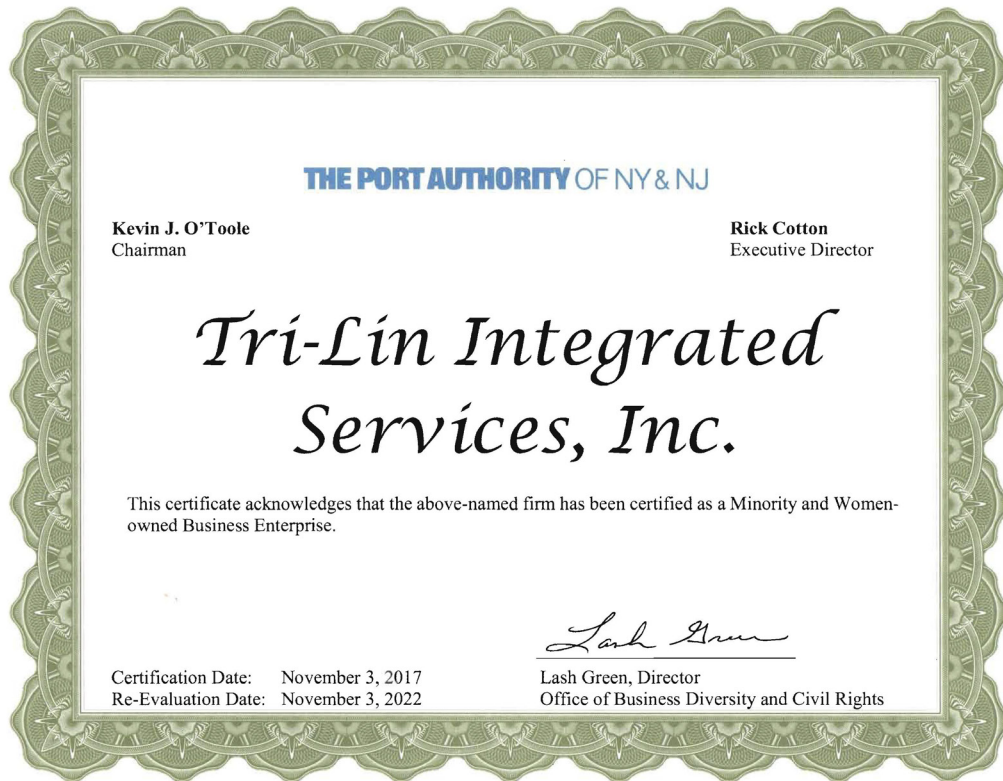 THE PORT AUTHORITY OF NY & NJ
Kevin J. O'Toole
Chairman
Rick Cotton
Executive Director
Tri-Lin Integrated
Services, Inc.
This certificate acknowledges that the above-named firm has been certified as a Minority and Women-
owned Business Enterprise.
Lash Green
Certification Date: November 3, 2017
Re-Evaluation Date: November 3, 2022
Lash Green, Director
Office of Business Diversity and Civil Rights